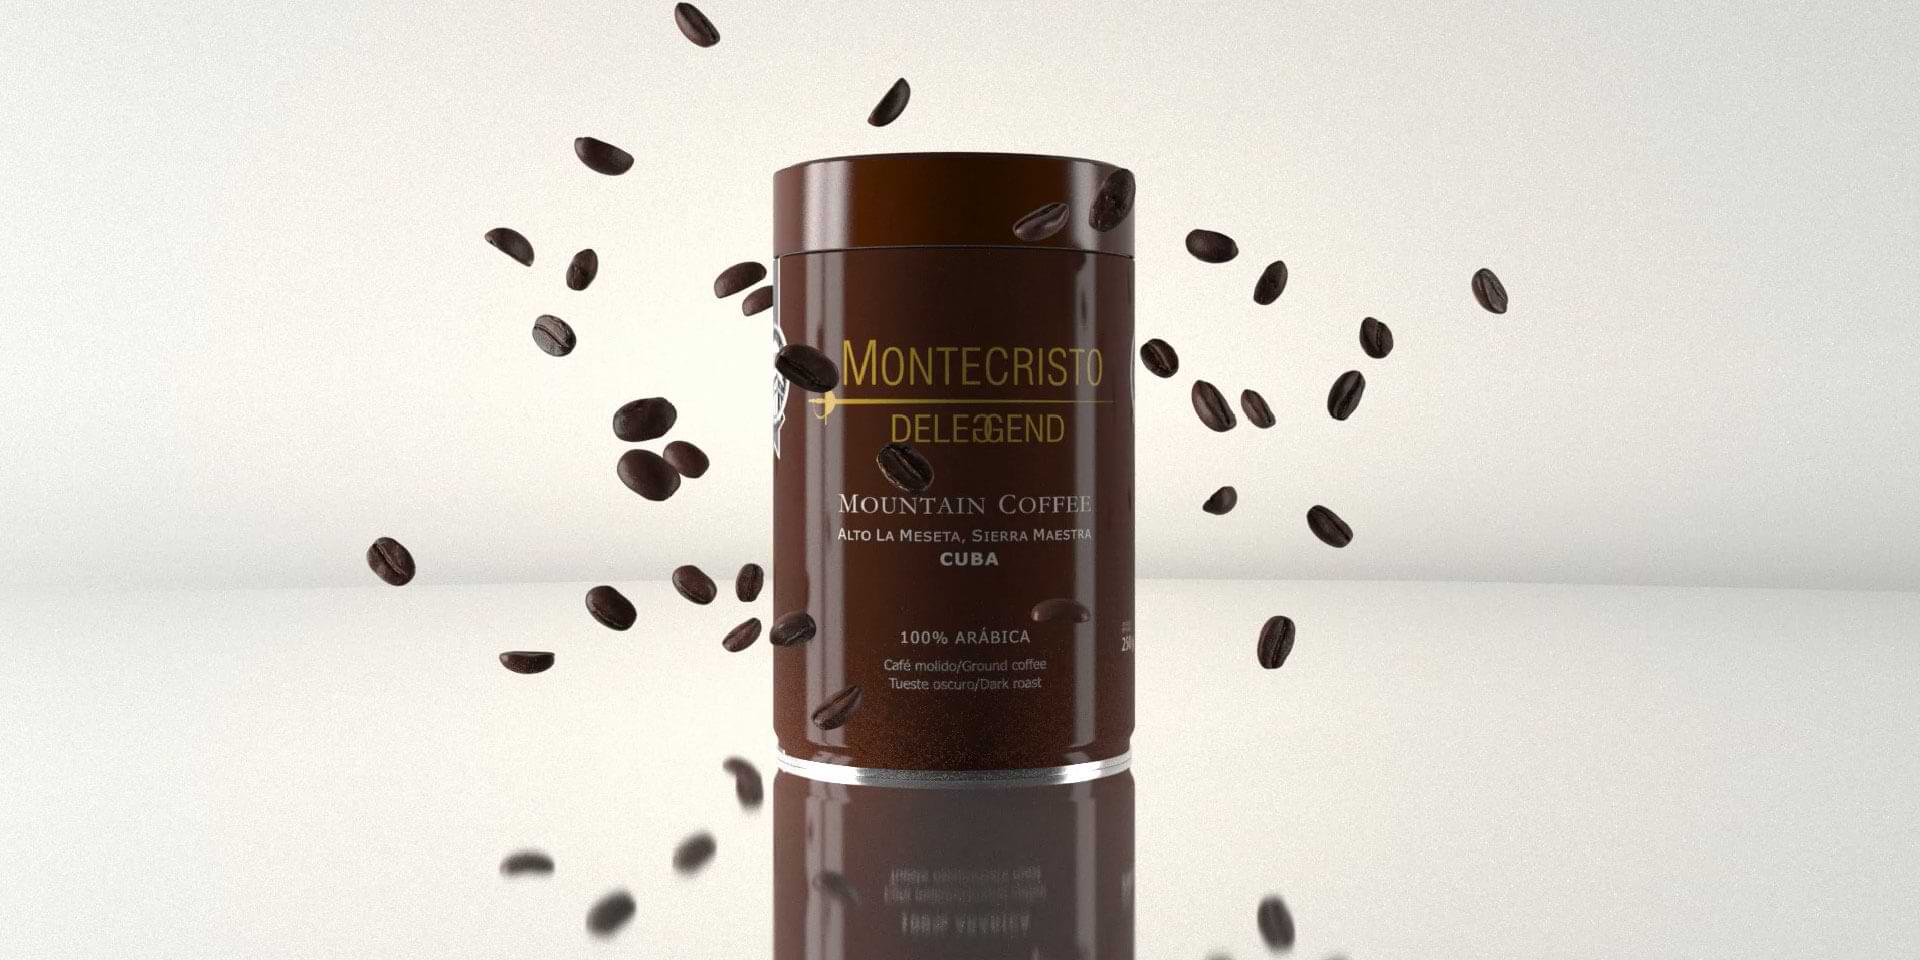 MONTECRISTO
DELEGGEND
MOUNTAIN COFFEE
ALTO LA MESETA, SIERRA MAESTRA
CUBA
100% ARÁBICA
Café molido/Ground coffee
Tueste oscuro/Dark roast